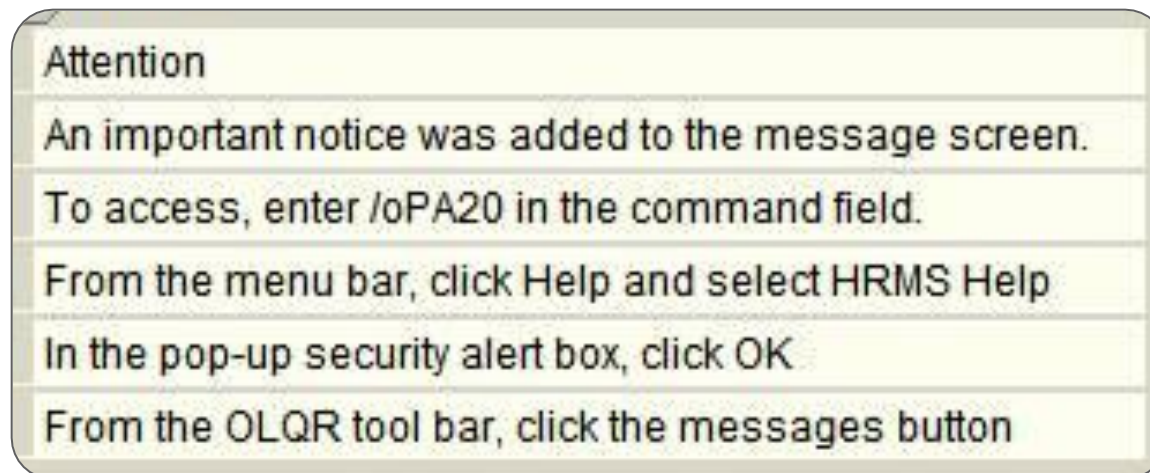 Attention
An important notice was added to the message screen.
To access, enter /oPA20 in the command field.
From the menu bar, click Help and select HRMS Help
In the pop-up security alert box, click OK
From the OLQR tool bar, click the messages button